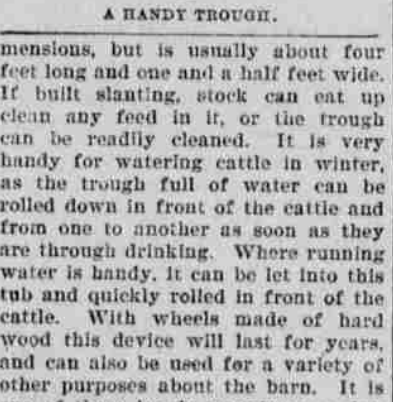 A HANDY TROUGH.
mensions, but is usually about four
feet long and one and a half feet wide.
If built slanting, stock can eat up
clean any feed in it, or the trough
can be readily cleaned. It is very
handy for watering cattle in winter,
as the trough full of water can be
rolled down in front of the cattle and
from one to another as soon as they
are through drinking. Where running
water is handy, it can be let into this
tub and quickly rolled in front of the
cattle. With wheels made of hard
wood this device will last for years,
and can also be used for a variety of
other purposes about the barn. It is